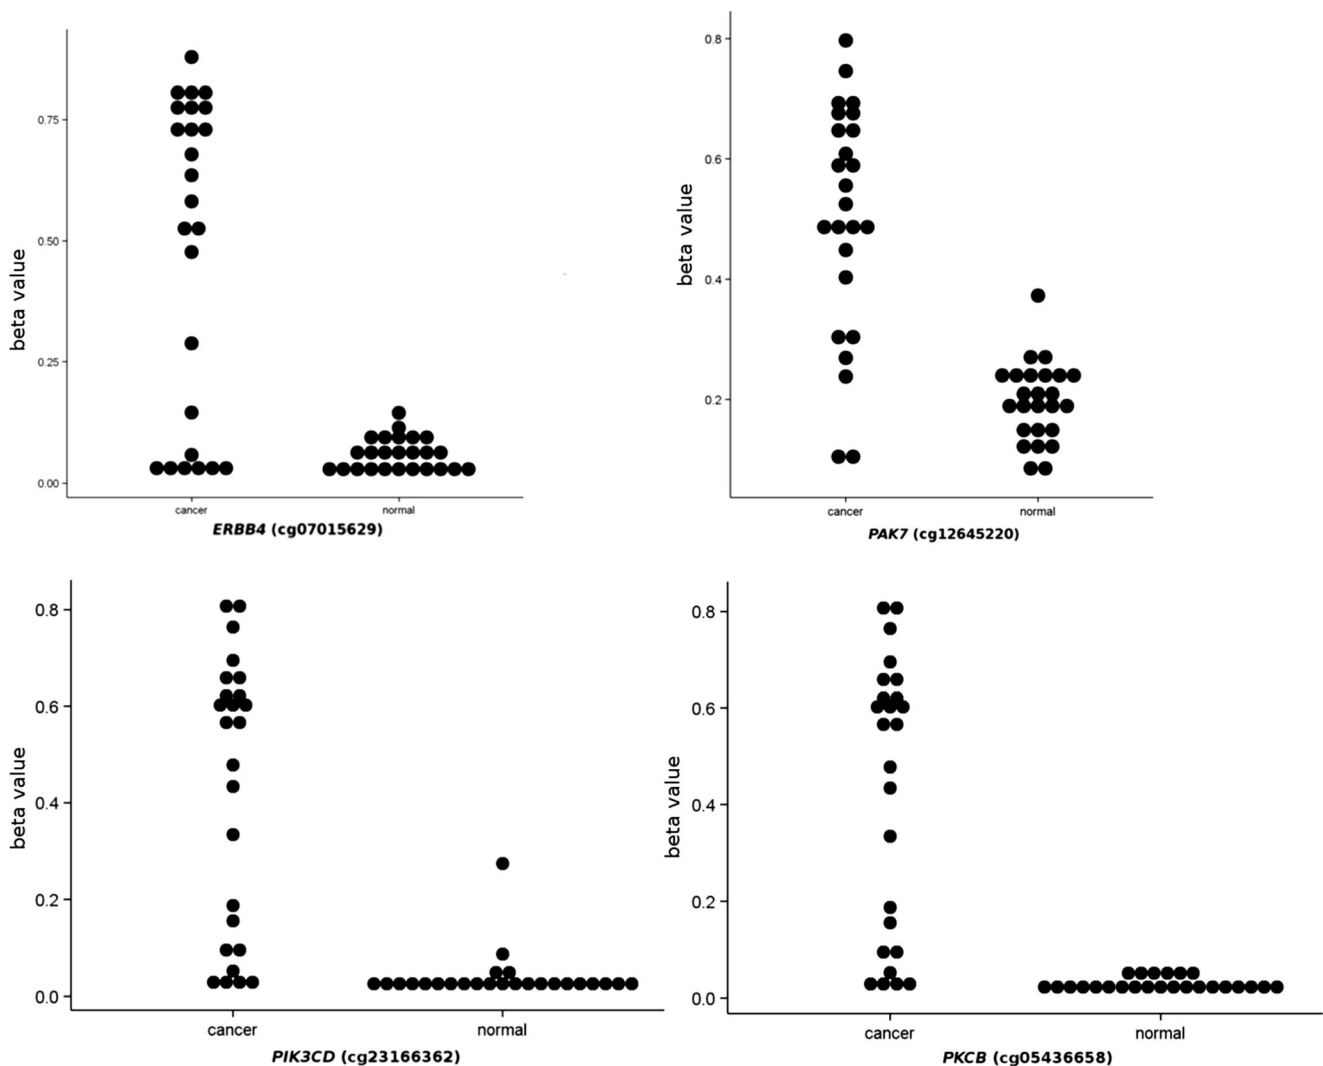 beta value
0.75
0.50
0.25
0.00
cancer normal
ERBB4 (cg07015629)
beta value
0.8
0.6
0.4
0.2
cancer normal
PAK7 (cg12645220)
beta value
0.8
0.6
0.4
0.2
0.0
cancer normal
PIK3CD (cg23166362)
beta value
0.8
0.6
0.4
0.2
0.0
cancer normal
PKCB (cg05436658)